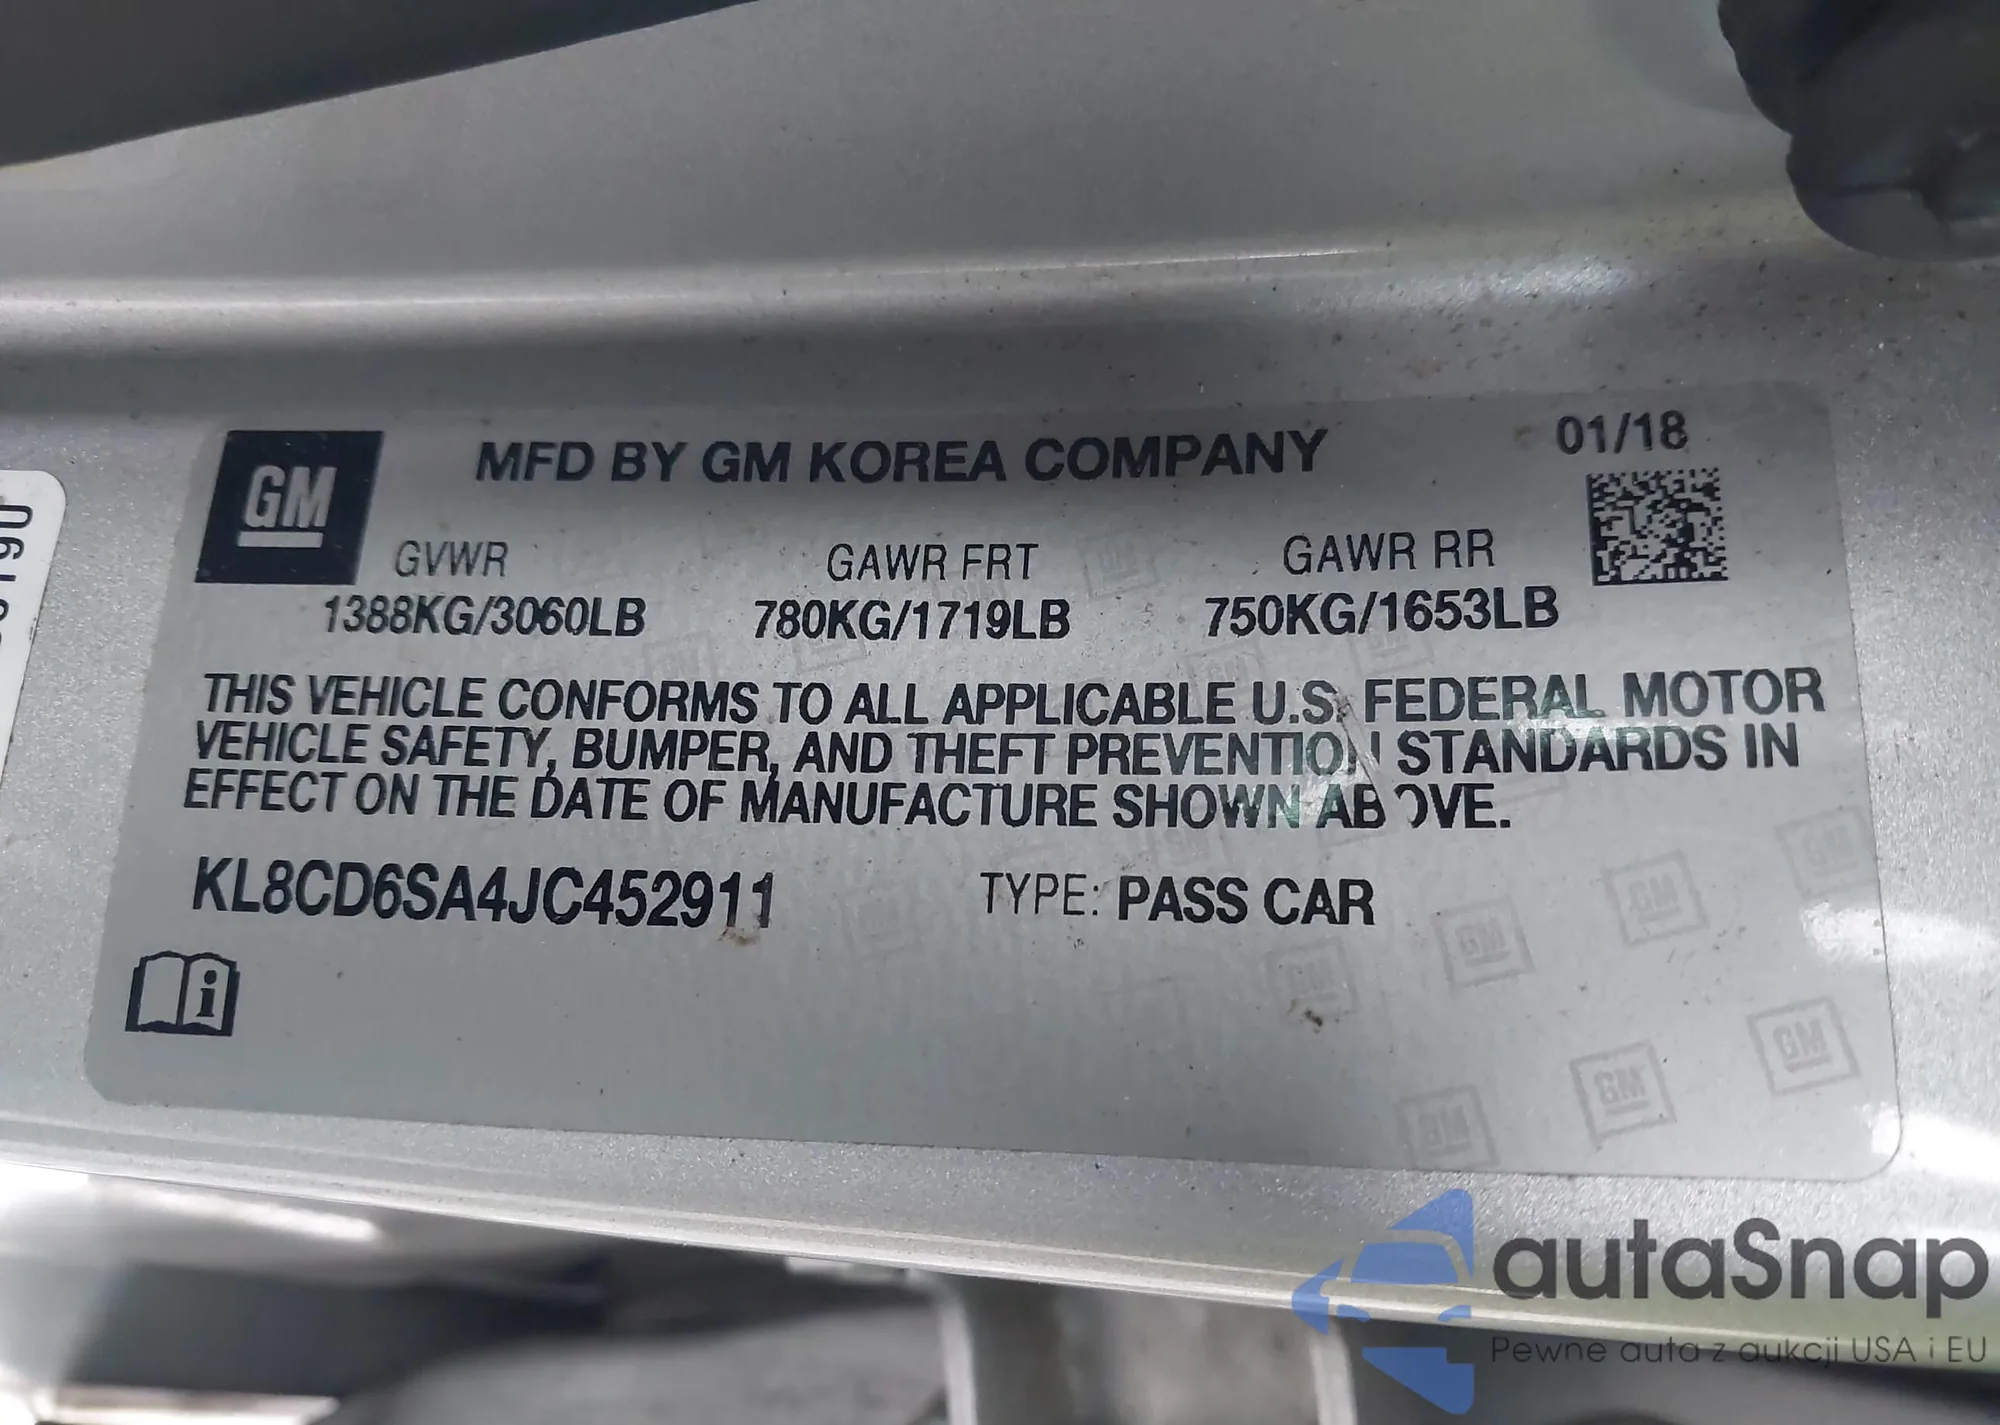 GM
MFD BY GM KOREA COMPANY
01/18
GVWR GAWR FRT GAWR RR
1388KG/3060LB 780KG/1719LB 750KG/1653LB
THIS VEHICLE CONFORMS TO ALL APPLICABLE U.S. FEDERAL MOTOR
VEHICLE SAFETY, BUMPER, AND THEFT PREVENTION STANDARDS IN
EFFECT ON THE DATE OF MANUFACTURE SHOWN ABOVE.
KL8CD6SA4JC452911 TYPE: PASS CAR
i
autaSnap
Pewne auta z aukcji USA i EU